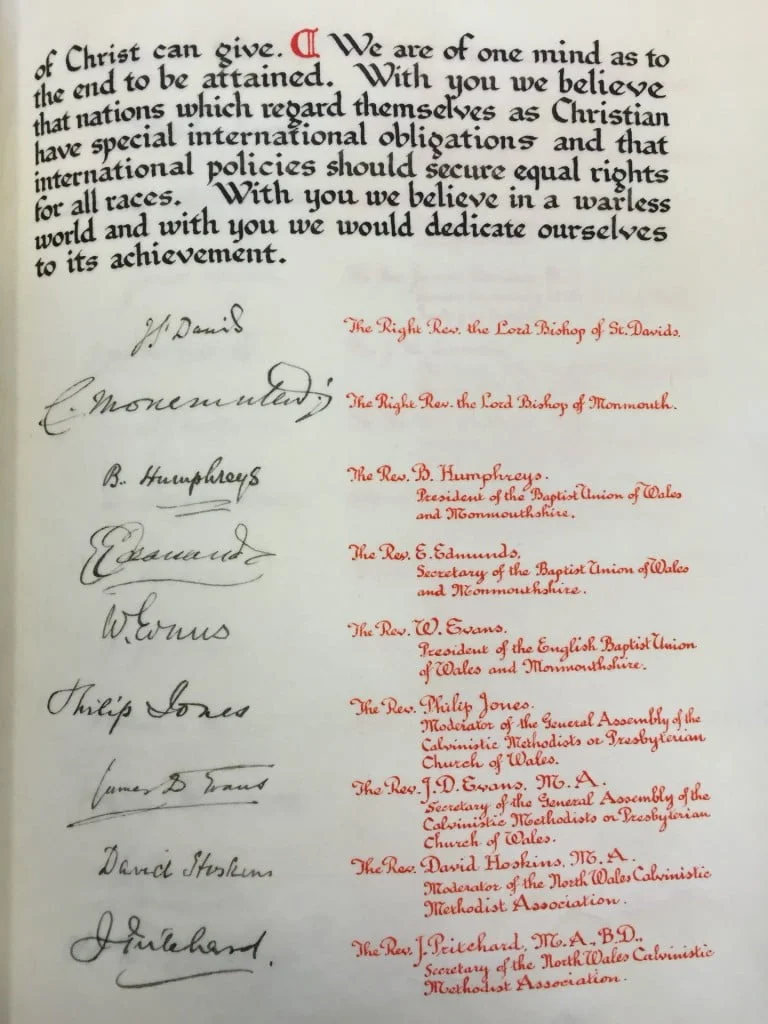 of Christ can give. ℂ We are of one mind as to
the end to be attained. With you we believe
that nations which regard themselves as Christian
have special international obligations and that
international policies should secure equal rights
for all races. With you we believe in a warless
world and with you we would dedicate ourselves
to its achievement.
The Right Rev. the Lord Bishop of St. Davids.
The Right Rev. the Lord Bishop of Monmouth.
B. Humphreys
The Rev. B. Humphreys.
President of the Baptist Union of Wales
and Monmouthshire.
E Edmunds
The Rev. E. Edmunds.
Secretary of the Baptist Union of Wales
and Monmouthshire.
W. Evans
The Rev. W. Evans.
President of the English Baptist Union
of Wales and Monmouthshire.
Philip Jones
The Rev. Philip Jones.
Moderator of the General Assembly of the
Calvinistic Methodists or Presbyterian
Church of Wales.
James D Evans
The Rev. J.D. Evans, M.A.
Secretary of the General Assembly of the
Calvinistic Methodists or Presbyterian
Church of Wales.
David Hoskins
The Rev. David Hoskins, M.A.
Moderator of the North Wales Calvinistic
Methodist Association.
J Pritchard.
The Rev. J. Pritchard, M.A., B.D.,
Secretary of the North Wales Calvinistic
Methodist Association.